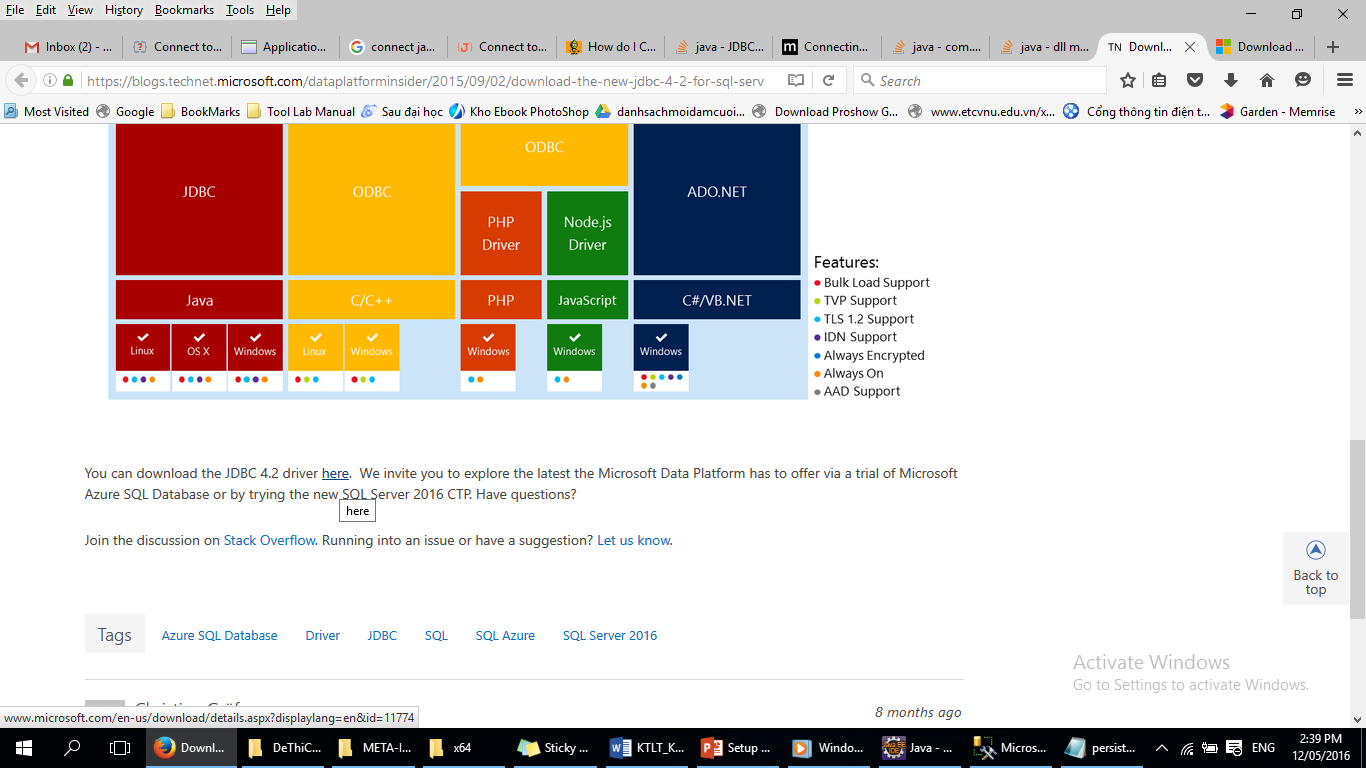 File Edit View History Bookmarks Tools Help
Inbox (2) - ... Connect to... Application... connect ja... Connect to... How do I C... java - JDBC... Connectin... java - com.... java - dll m... TN Downl... Download ...
https://blogs.technet.microsoft.com/dataplatforminsider/2015/09/02/download-the-new-jdbc-4-2-for-sql-serv Search
Most Visited Google BookMarks Tool Lab Manual Sau đại học Kho Ebook PhotoShop danhsachmoidamcuoi... Download Proshow G... www.etcvnu.edu.vn/x... Cổng thông tin điện t... Garden - Memrise »
ODBC
JDBC ODBC ADO.NET
PHP Driver
Node.js Driver
Java C/C++ PHP JavaScript C#/VB.NET
Linux OS X Windows Linux Windows Windows Windows Windows
Features:
Bulk Load Support
TVP Support
TLS 1.2 Support
IDN Support
Always Encrypted
Always On
AAD Support
You can download the JDBC 4.2 driver here. We invite you to explore the latest the Microsoft Data Platform has to offer via a trial of Microsoft
Azure SQL Database or by trying the new SQL Server 2016 CTP. Have questions?
here
Join the discussion on Stack Overflow. Running into an issue or have a suggestion? Let us know.
Back to
top
Tags Azure SQL Database Driver JDBC SQL SQL Azure SQL Server 2016
Activate Windows
Go to Settings to activate Windows.
8 months ago
www.microsoft.com/en-us/download/details.aspx?displaylang=en&id=11774
Downl... DeThiC... META-I... x64 Sticky ... KTLT_K... Setup ... Windo... Java - ... Micros... persist... ENG 2:39 PM
12/05/2016